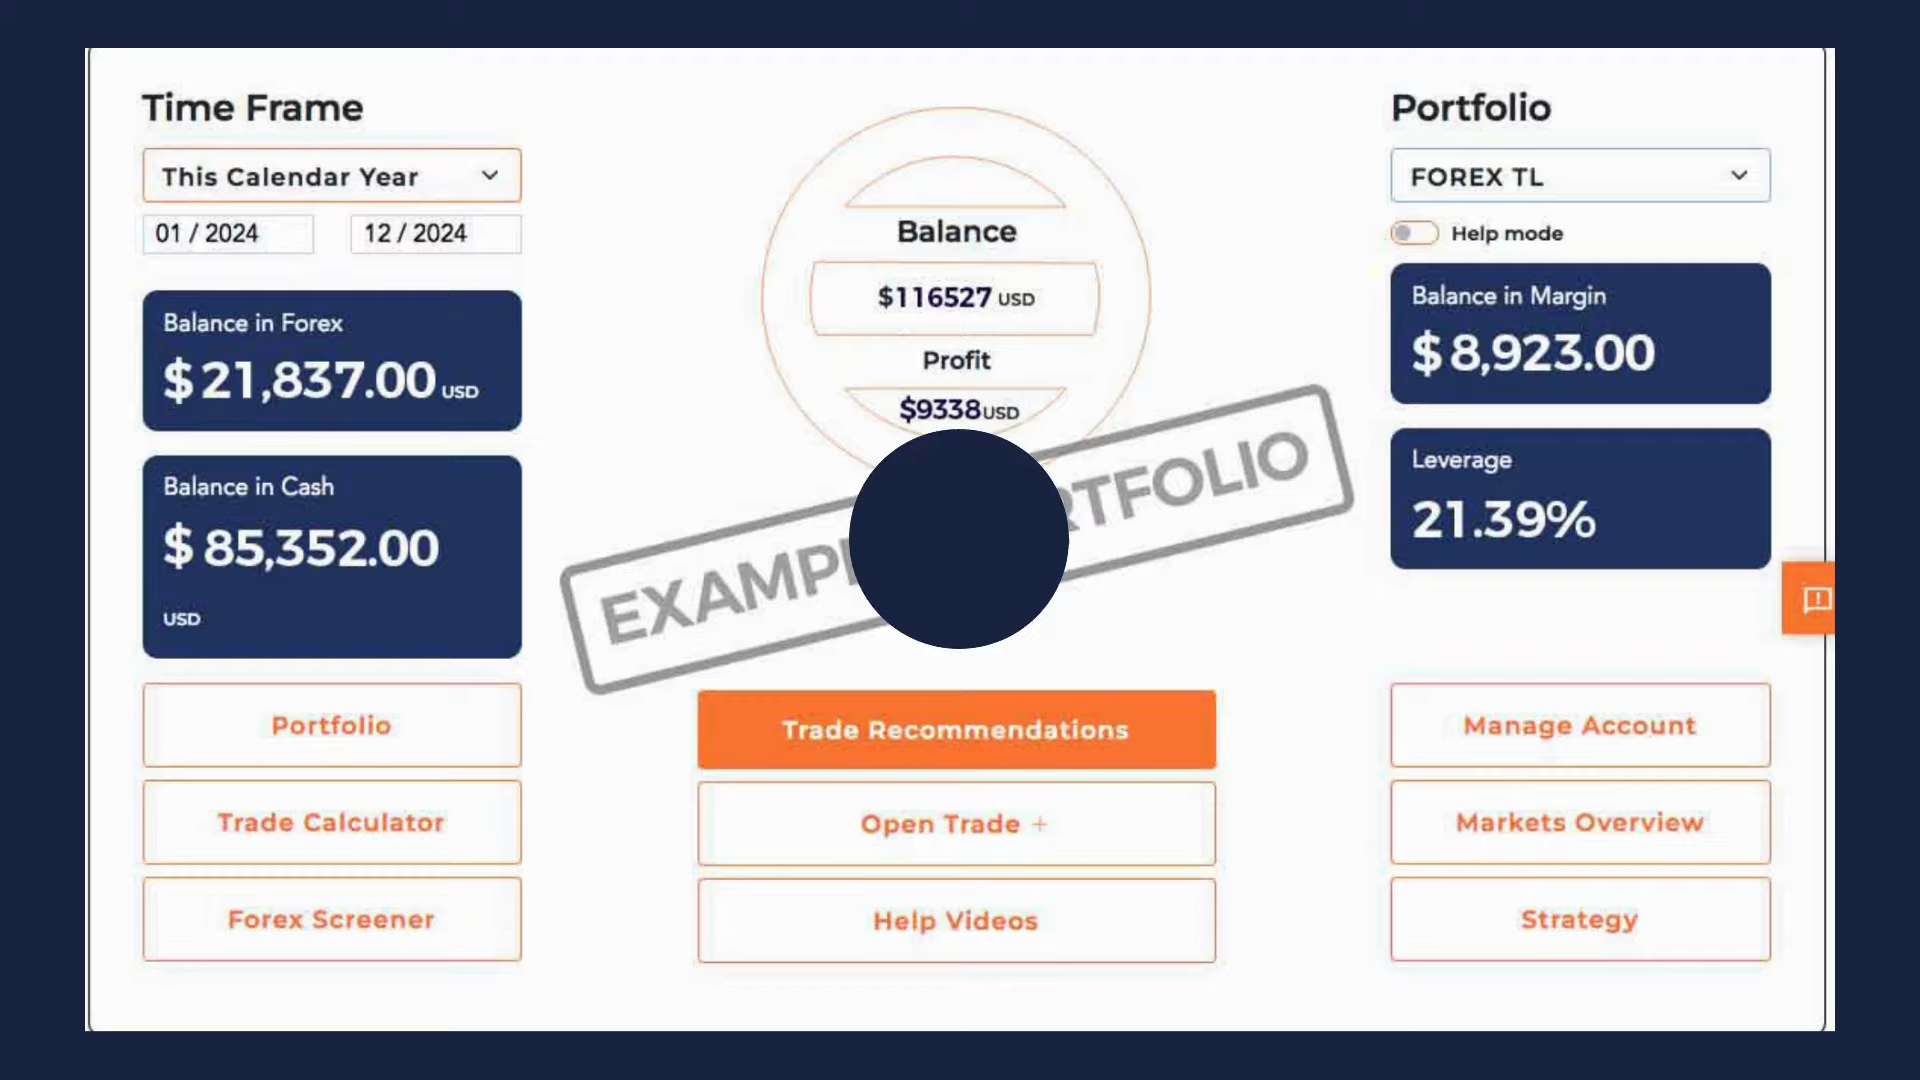 Time Frame
This Calendar Year
01 / 2024
12 / 2024
Balance in Forex
$ 21,837.00 USD
Balance in Cash
$ 85,352.00
USD
Portfolio
Trade Calculator
Forex Screener
Balance
$116527 USD
Profit
$9338 USD
Trade Recommendations
Open Trade +
Help Videos
Portfolio
FOREX TL
Help mode
Balance in Margin
$ 8,923.00
Leverage
21.39%
Manage Account
Markets Overview
Strategy